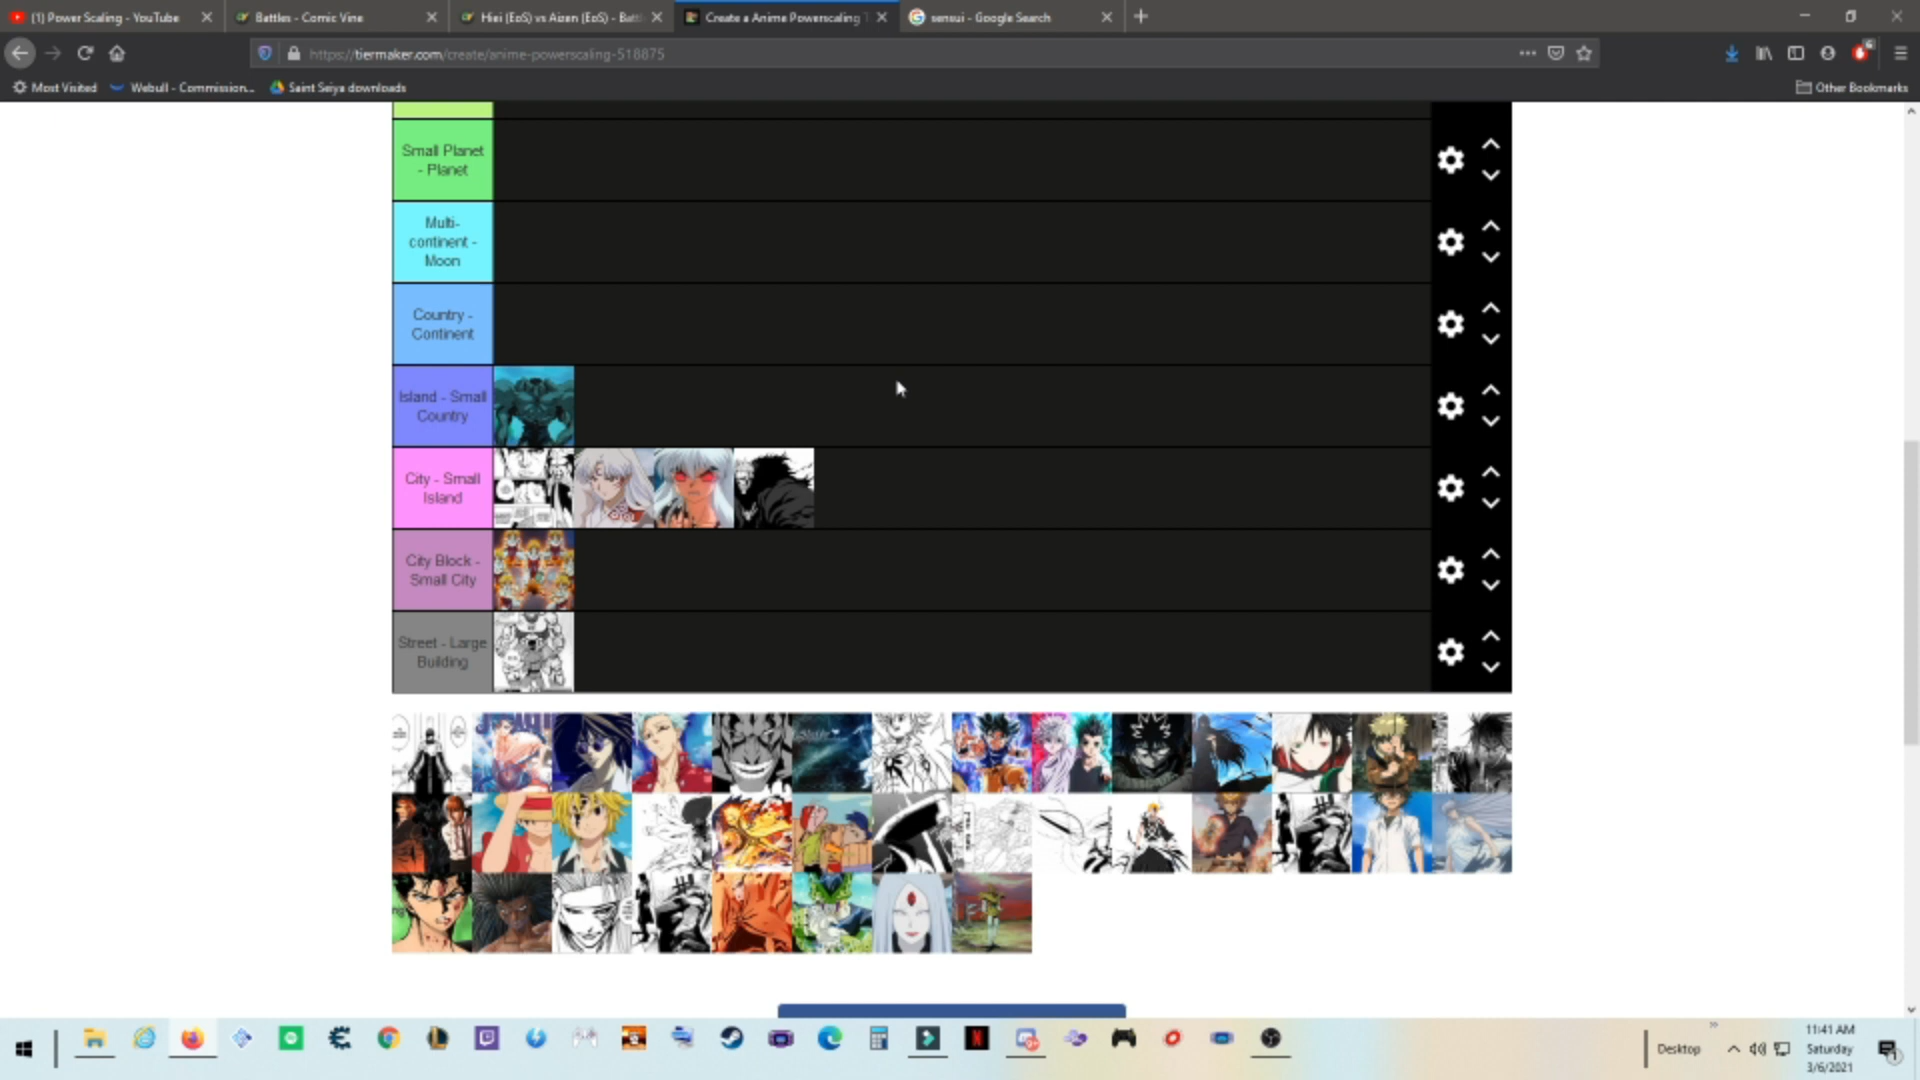 (1) Power Scaling - YouTube
Battles - Comic Vine
Hiei (EoS) vs Aizen (EoS) - Batt
Create a Anime Powerscaling T
sensui - Google Search
https://tiermaker.com/create/anime-powerscaling-518875
6
Most Visited
Webull - Commission...
Saint Seiya downloads
Other Bookmarks
Small Planet
- Planet
Multi-
continent -
Moon
Country -
Continent
Island - Small
Country
City - Small
Island
City Block -
Small City
Street - Large
Building
Desktop
11:41 AM
Saturday
3/6/2021
1